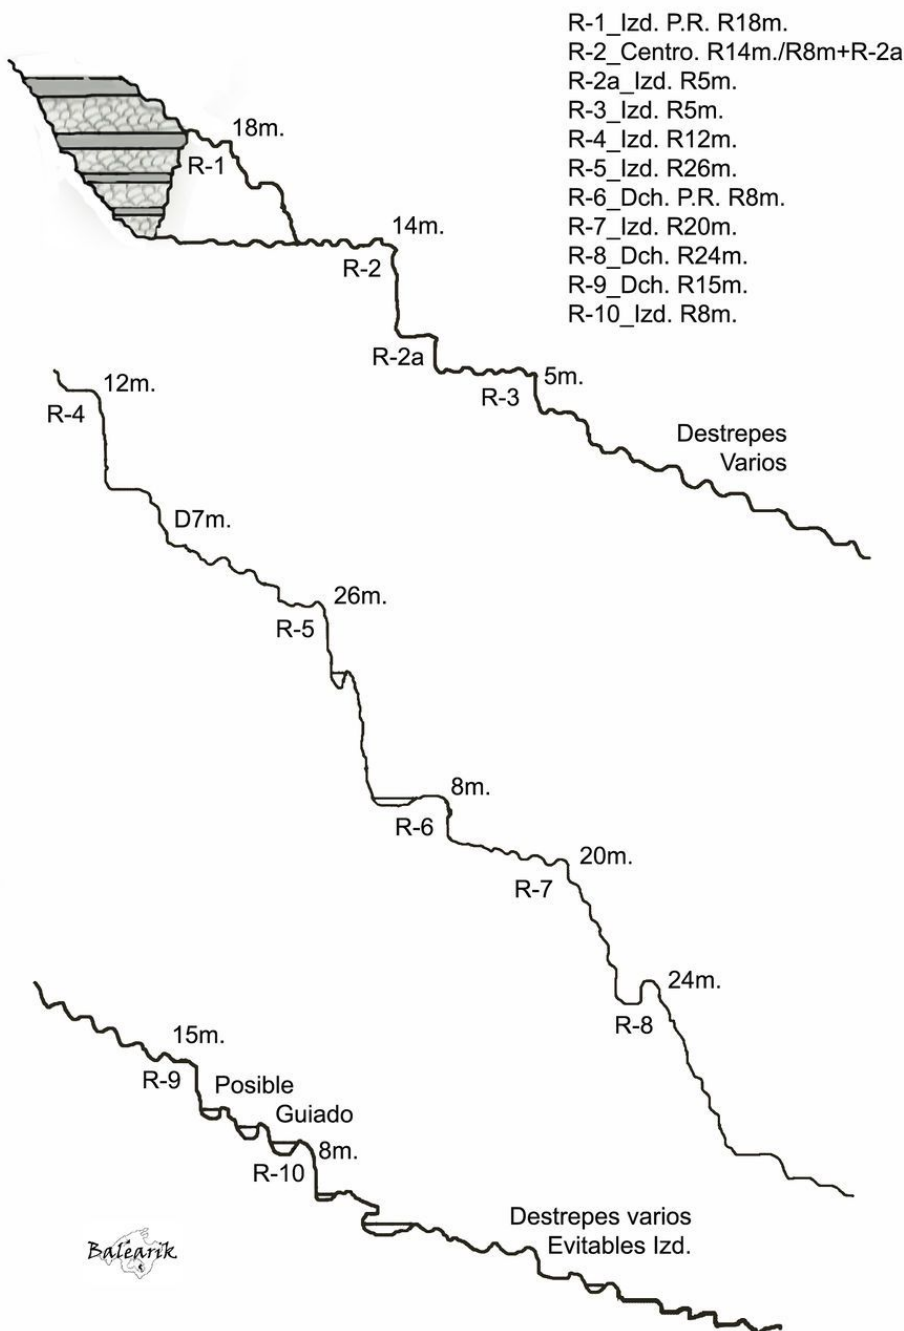 R-1_Izd. P.R. R18m.
R-2_Centro. R14m./R8m+R-2a
R-2a_Izd. R5m.
R-3_Izd. R5m.
R-4_Izd. R12m.
R-5_Izd. R26m.
R-6_Dch. P.R. R8m.
R-7_Izd. R20m.
R-8_Dch. R24m.
R-9_Dch. R15m.
R-10_Izd. R8m.
18m.
R-1
14m.
R-2
R-2a
5m.
R-3
Destrepes
Varios
12m.
R-4
D7m.
26m.
R-5
8m.
R-6
20m.
R-7
24m.
R-8
15m.
R-9
Posible
Guiado
8m.
R-10
Destrepes varios
Evitables Izd.
Balearik